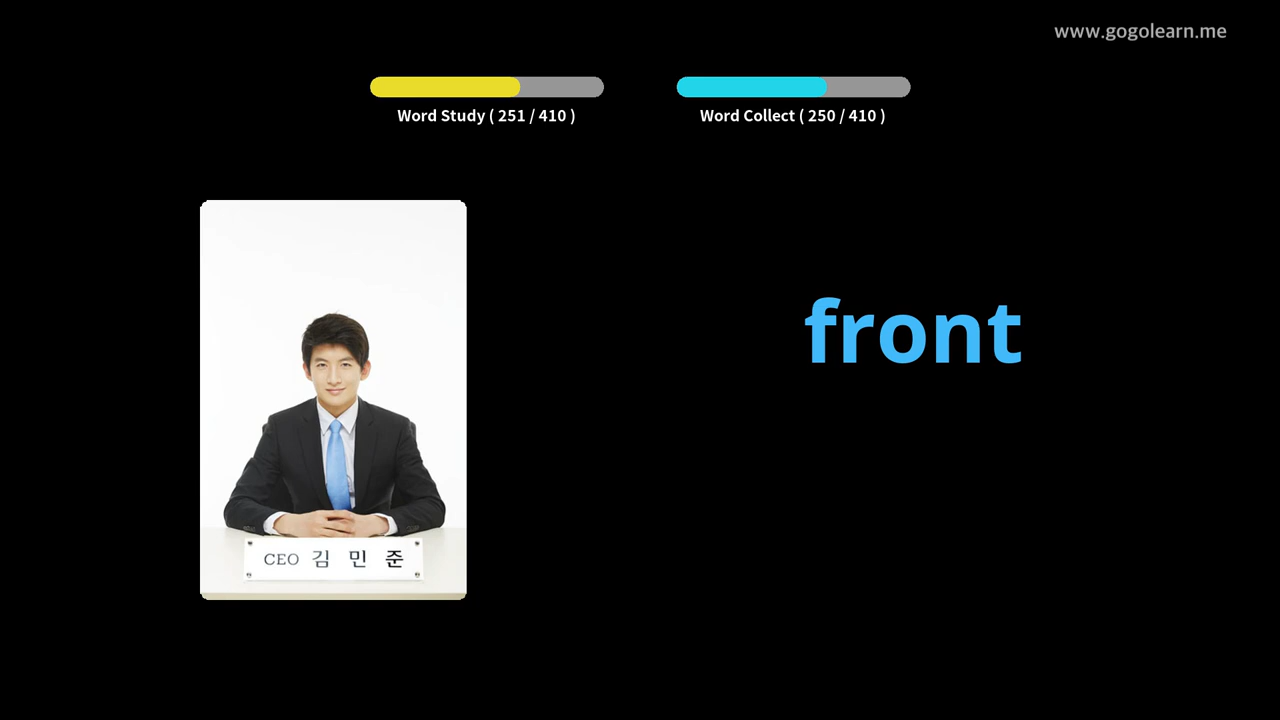 www.gogolearn.me
Word Study ( 251 / 410 )
Word Collect ( 250 / 410 )
front
CEO 김 민 준